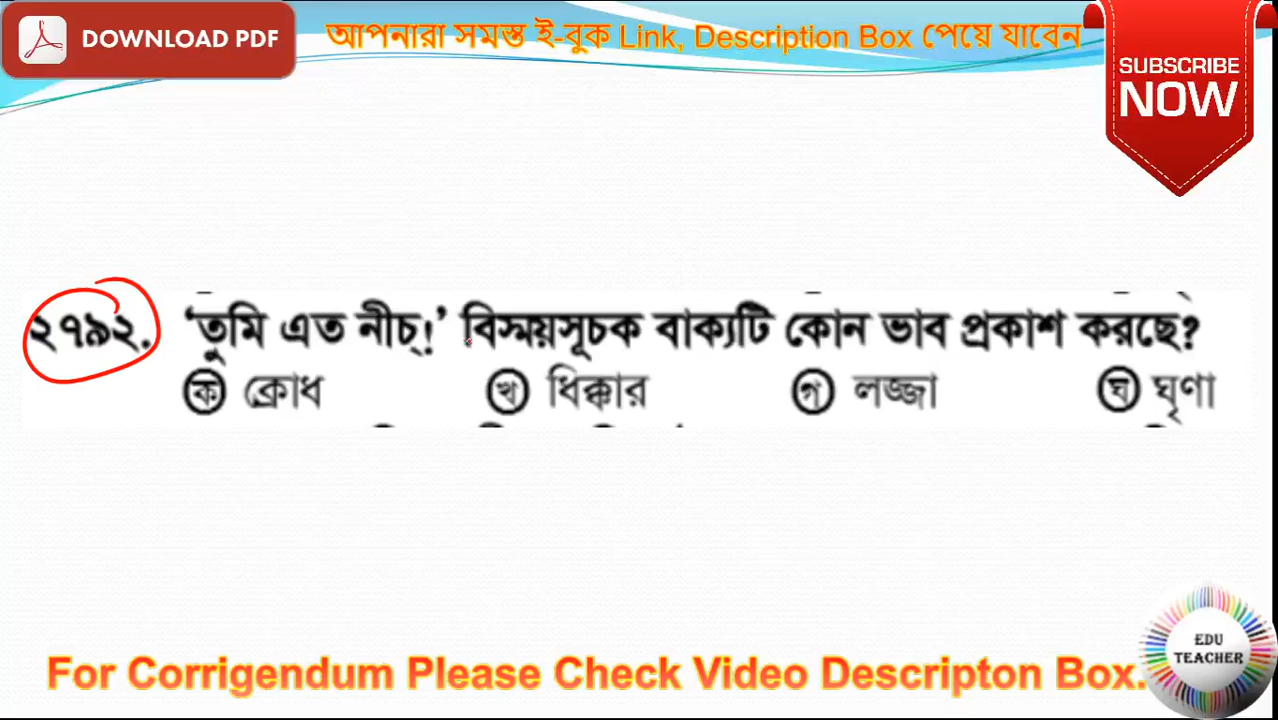 DOWNLOAD PDF
আপনারা সমস্ত ই-বুক Link, Description Box পেয়ে যাবেন
SUBSCRIBE
NOW
২৭৯২. ‘তুমি এত নীচ্!’ বিস্ময়সূচক বাক্যটি কোন ভাব প্রকাশ করছে?
ক ক্রোধ খ ধিক্কার গ লজ্জা ঘ ঘৃণা
EDU
TEACHER
For Corrigendum Please Check Video Descripton Box.